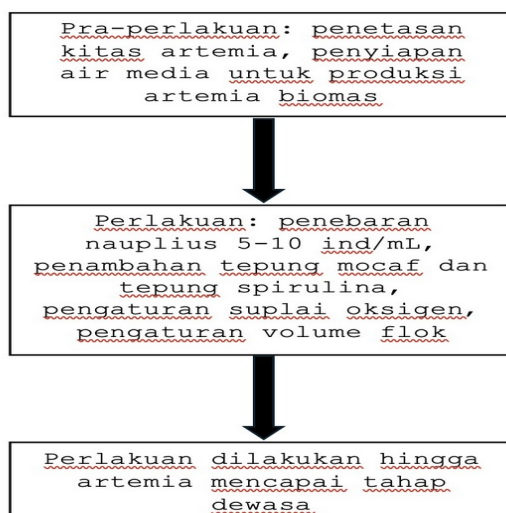 Pra-perlakuan: penetasan
kitas artemia, penyiapan
air media untuk produksi
artemia biomas
Perlakuan: penebaran
nauplius 5-10 ind/mL,
penambahan tepung mocaf dan
tepung spirulina,
pengaturan suplai oksigen,
pengaturan volume flok
Perlakuan dilakukan hingga
artemia mencapai tahap
dewasa